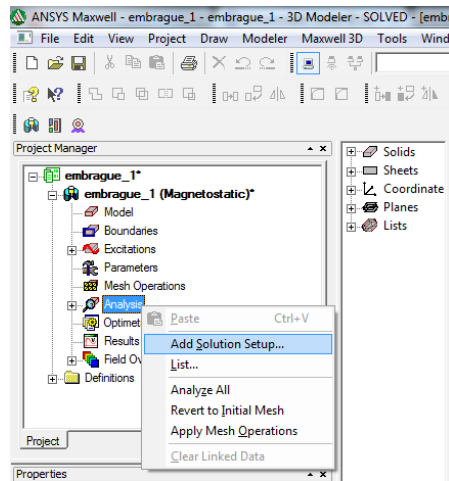 ANSYS Maxwell - embrague_1 - embrague_1 - 3D Modeler - SOLVED - [emb
File Edit View Project Draw Modeler Maxwell 3D Tools Wind
Project Manager
embrague_1*
embrague_1 (Magnetostatic)*
Model
Boundaries
Excitations
Parameters
Mesh Operations
Analysis
Optimet
Results
Field Ov
Definitions
Project
Properties
Paste Ctrl+V
Add Solution Setup...
List...
Analyze All
Revert to Initial Mesh
Apply Mesh Operations
Clear Linked Data
Solids
Sheets
Coordinate
Planes
Lists